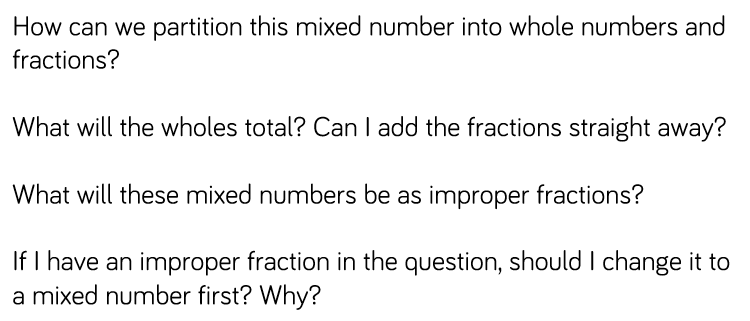 How can we partition this mixed number into whole numbers and
fractions?
What will the wholes total? Can I add the fractions straight away?
What will these mixed numbers be as improper fractions?
If I have an improper fraction in the question, should I change it to
a mixed number first? Why?